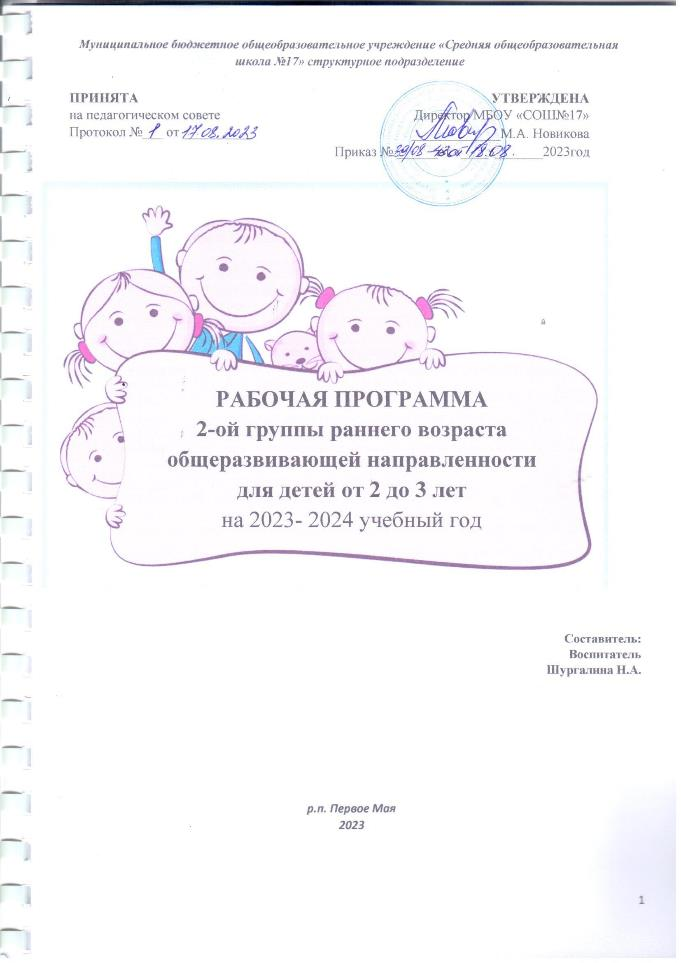 Муниципальное бюджетное общеобразовательное учреждение «Средняя общеобразовательная
школа №17» структурное подразделение
ПРИНЯТА
на педагогическом совете
Протокол № 1 от 17.08.2023
УТВЕРЖДЕНА
Директор МБОУ «СОШ№17»
М.А. Новикова
Приказ № 18.08. 2023год
РАБОЧАЯ ПРОГРАММА
2-ой группы раннего возраста
общеразвивающей направленности
для детей от 2 до 3 лет
на 2023- 2024 учебный год
Составитель:
Воспитатель
Шургалина Н.А.
р.п. Первое Мая
2023
1